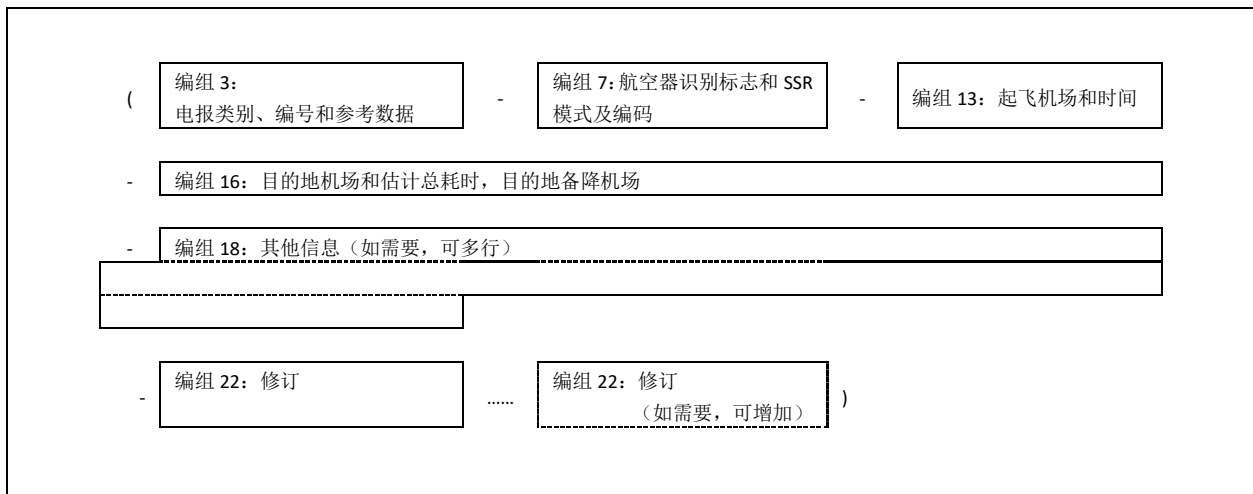 ( 编组 3：
电报类别、编号和参考数据 - 编组 7：航空器识别标志和 SSR
模式及编码 - 编组 13：起飞机场和时间
- 编组 16：目的地机场和估计总耗时，目的地备降机场
- 编组 18：其他信息（如需要，可多行）
- 编组 22：修订 …… 编组 22：修订
（如需要，可增加） )